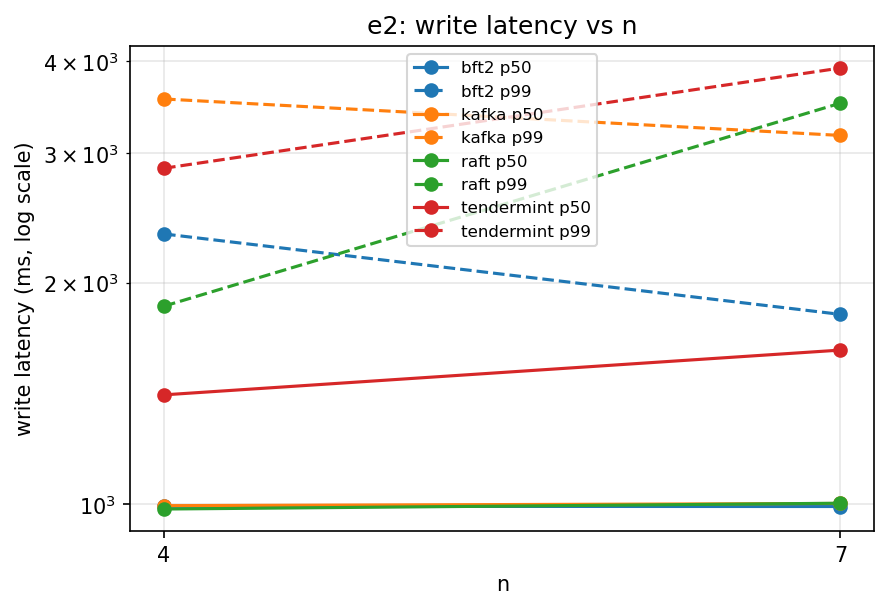 e2: write latency vs n
write latency (ms, log scale)
4 × 10³
3 × 10³
2 × 10³
10³
bft2 p50
bft2 p99
kafka p50
kafka p99
raft p50
raft p99
tendermint p50
tendermint p99
4
7
n